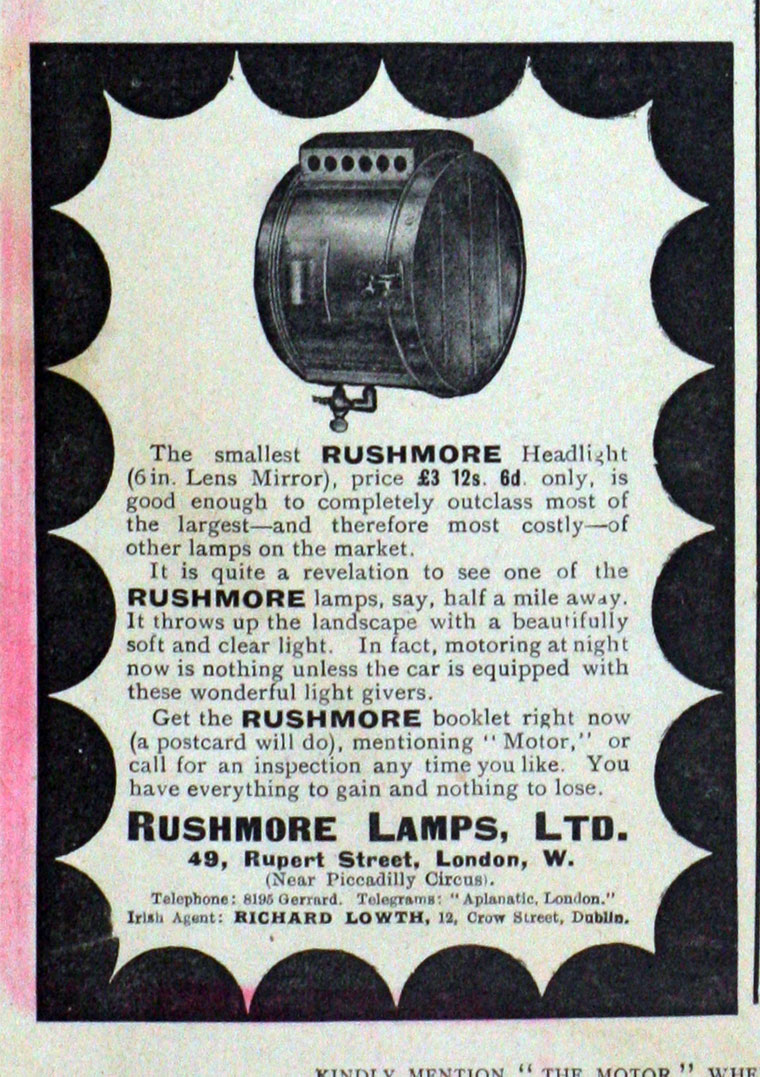 The smallest RUSHMORE Headlight
(6in. Lens Mirror), price £3 12s. 6d. only, is
good enough to completely outclass most of
the largest—and therefore most costly—of
other lamps on the market.
It is quite a revelation to see one of the
RUSHMORE lamps, say, half a mile away.
It throws up the landscape with a beautifully
soft and clear light. In fact, motoring at night
now is nothing unless the car is equipped with
these wonderful light givers.
Get the RUSHMORE booklet right now
(a postcard will do), mentioning "Motor," or
call for an inspection any time you like. You
have everything to gain and nothing to lose.
RUSHMORE LAMPS, LTD.
49, Rupert Street, London, W.
(Near Piccadilly Circus).
Telephone: 8195 Gerrard. Telegrams: "Aplanatic, London."
Irish Agent: RICHARD LOWTH, 12, Crow Street, Dublin.
KINDLY MENTION "THE MOTOR" WHE